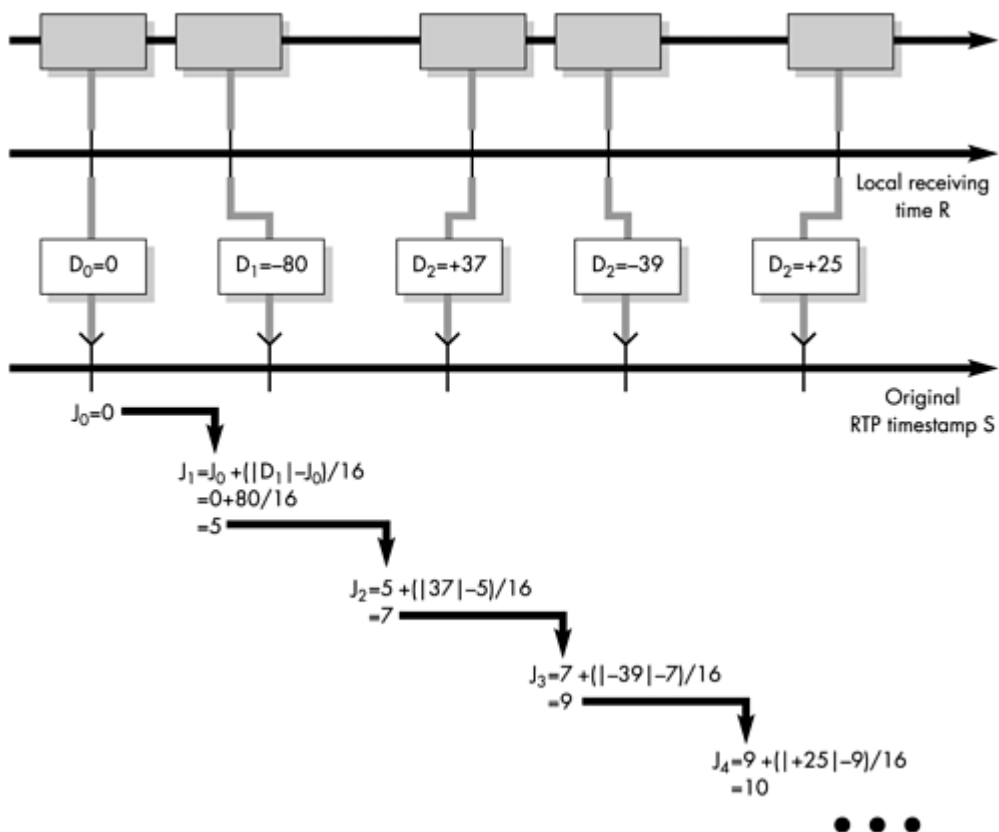 Local receiving
time R
D₀=0
D₁=–80
D₂=+37
D₂=–39
D₂=+25
Original
RTP timestamp S
J₀=0
J₁=J₀ +(|D₁|–J₀)/16
=0+80/16
=5
J₂=5 +(|37|–5)/16
=7
J₃=7 +(|–39|–7)/16
=9
J₄=9 +(|+25|–9)/16
=10